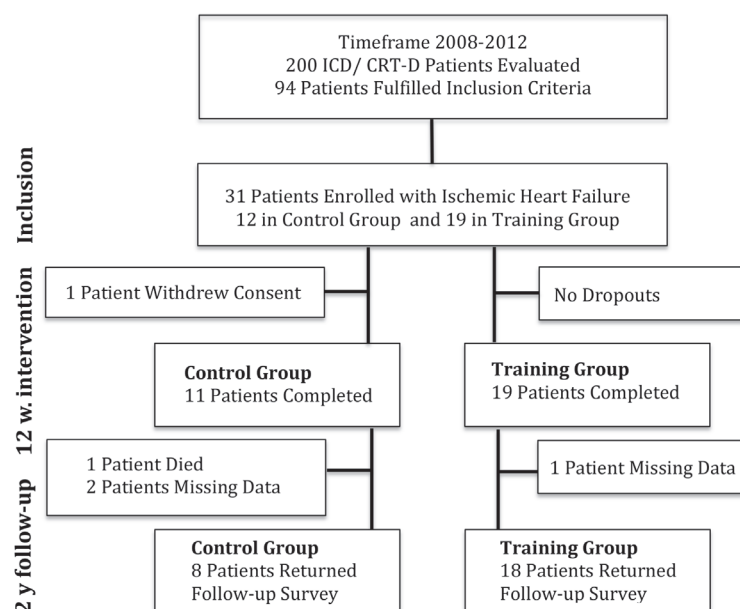 Timeframe 2008-2012
200 ICD/ CRT-D Patients Evaluated
94 Patients Fulfilled Inclusion Criteria
Inclusion
31 Patients Enrolled with Ischemic Heart Failure
12 in Control Group and 19 in Training Group
12 w. intervention
1 Patient Withdrew Consent
No Dropouts
Control Group
11 Patients Completed
Training Group
19 Patients Completed
2 y follow-up
1 Patient Died
2 Patients Missing Data
1 Patient Missing Data
Control Group
8 Patients Returned
Follow-up Survey
Training Group
18 Patients Returned
Follow-up Survey